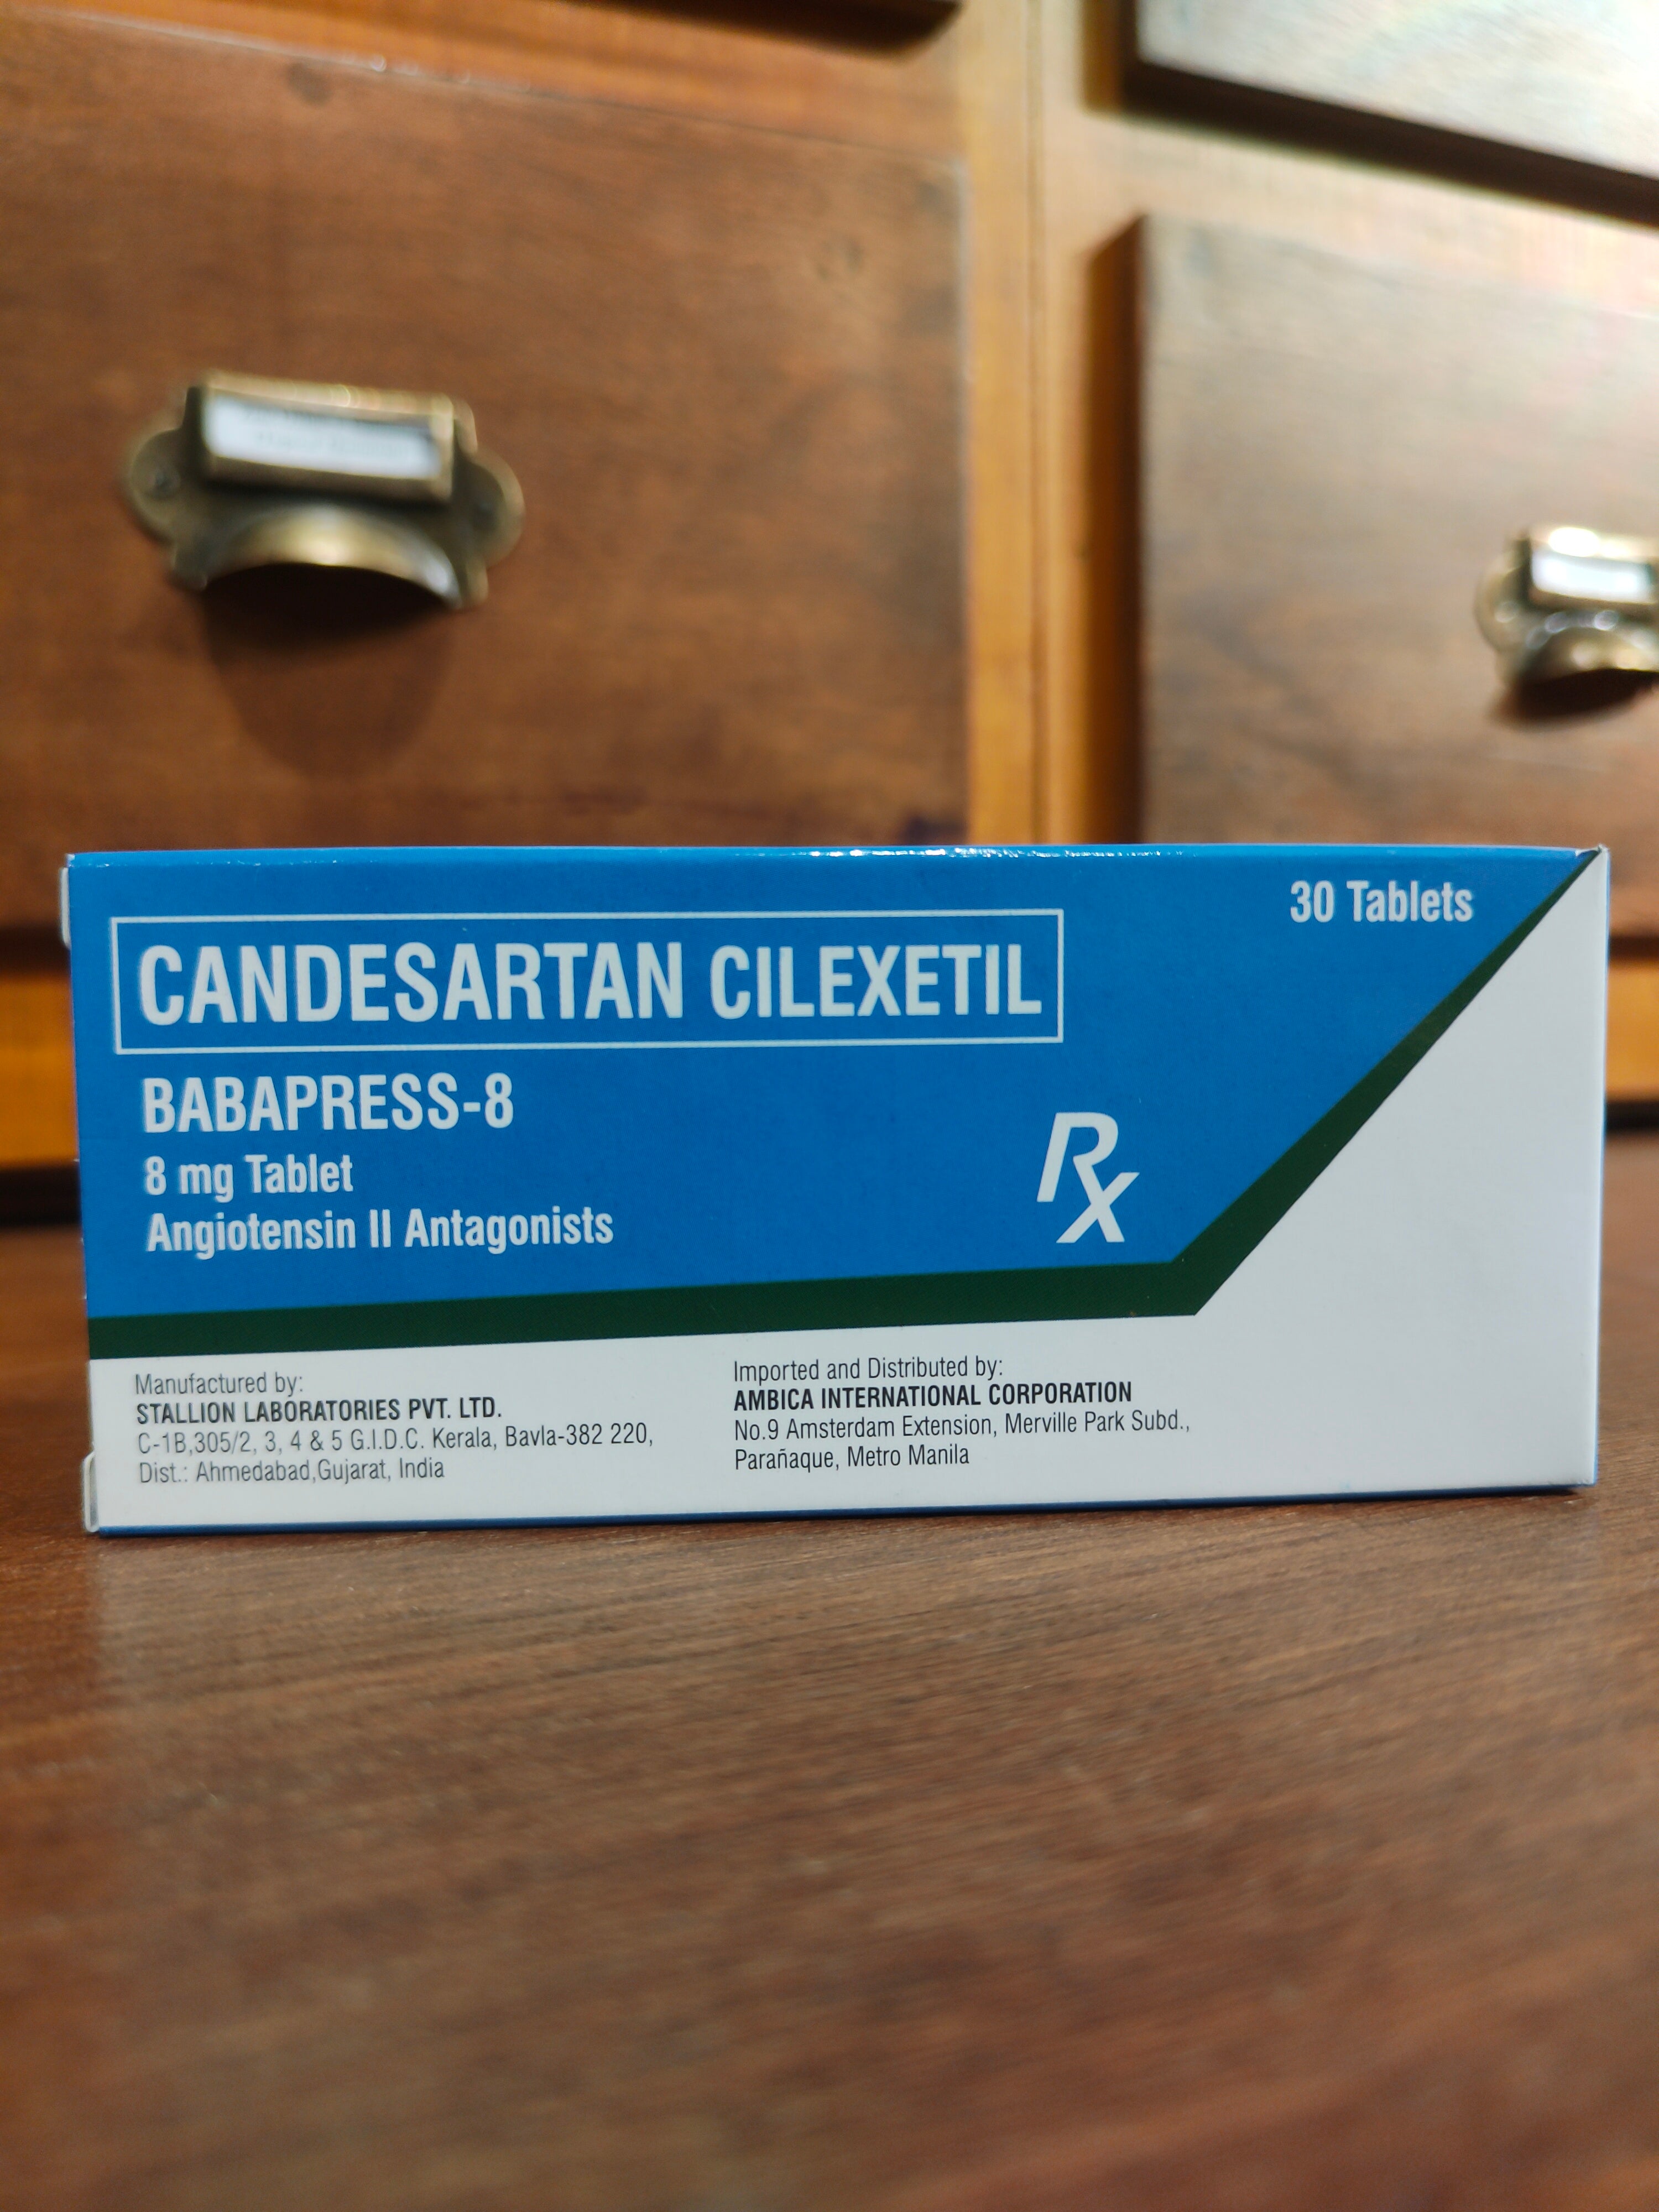 30 Tablets
CANDESARTAN CILEXETIL
BABAPRESS-8
8 mg Tablet
Angiotensin II Antagonists
Rx
Manufactured by:
STALLION LABORATORIES PVT. LTD.
C-1B,305/2, 3, 4 & 5 G.I.D.C. Kerala, Bavla-382 220,
Dist.: Ahmedabad,Gujarat, India
Imported and Distributed by:
AMBICA INTERNATIONAL CORPORATION
No.9 Amsterdam Extension, Merville Park Subd.,
Parañaque, Metro Manila